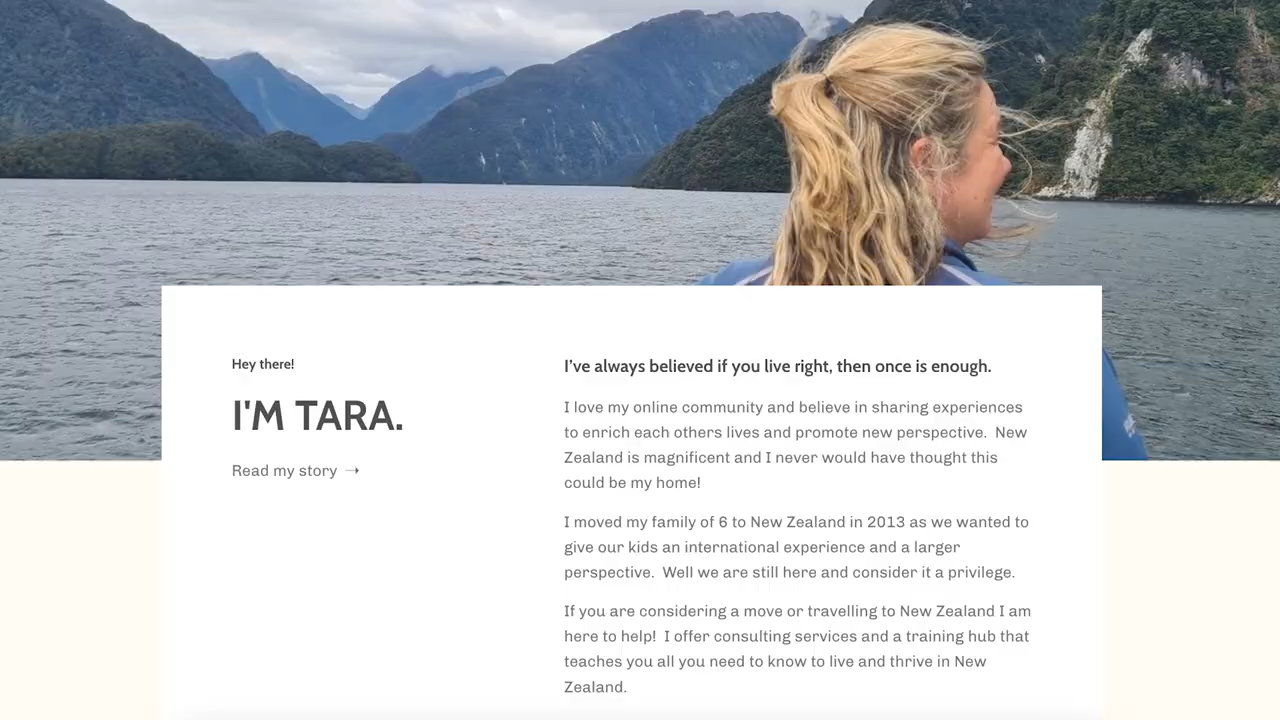 Hey there!
I'M TARA.
Read my story →
I've always believed if you live right, then once is enough.
I love my online community and believe in sharing experiences
to enrich each others lives and promote new perspective.  New
Zealand is magnificent and I never would have thought this
could be my home!
I moved my family of 6 to New Zealand in 2013 as we wanted to
give our kids an international experience and a larger
perspective.  Well we are still here and consider it a privilege.
If you are considering a move or travelling to New Zealand I am
here to help!  I offer consulting services and a training hub that
teaches you all you need to know to live and thrive in New
Zealand.